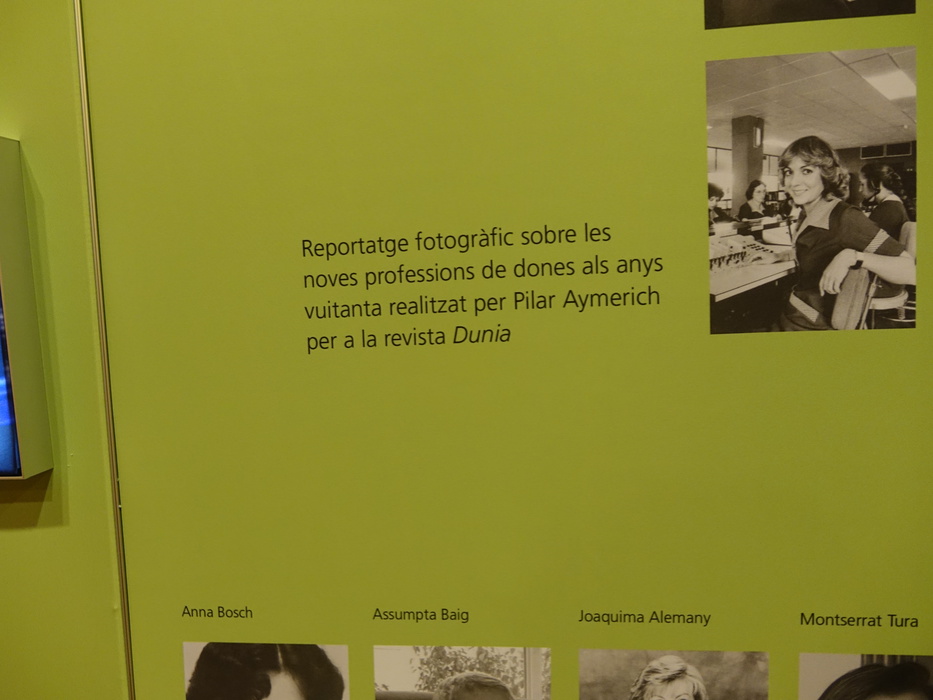 Reportatge fotogràfic sobre les
noves professions de dones als anys
vuitanta realitzat per Pilar Aymerich
per a la revista Dunia
Anna Bosch
Assumpta Baig
Joaquima Alemany
Montserrat Tura